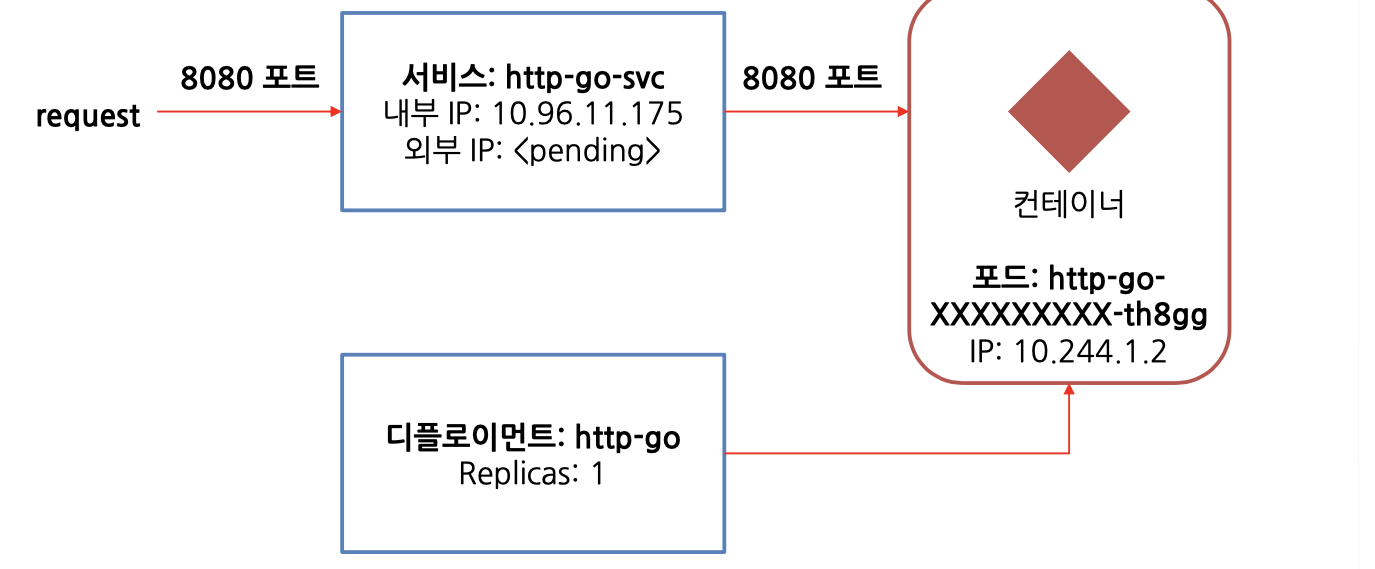 8080 포트
request
서비스: http-go-svc
내부 IP: 10.96.11.175
외부 IP: <pending>
8080 포트
컨테이너
포드: http-go-
XXXXXXXXX-th8gg
IP: 10.244.1.2
디플로이먼트: http-go
Replicas: 1